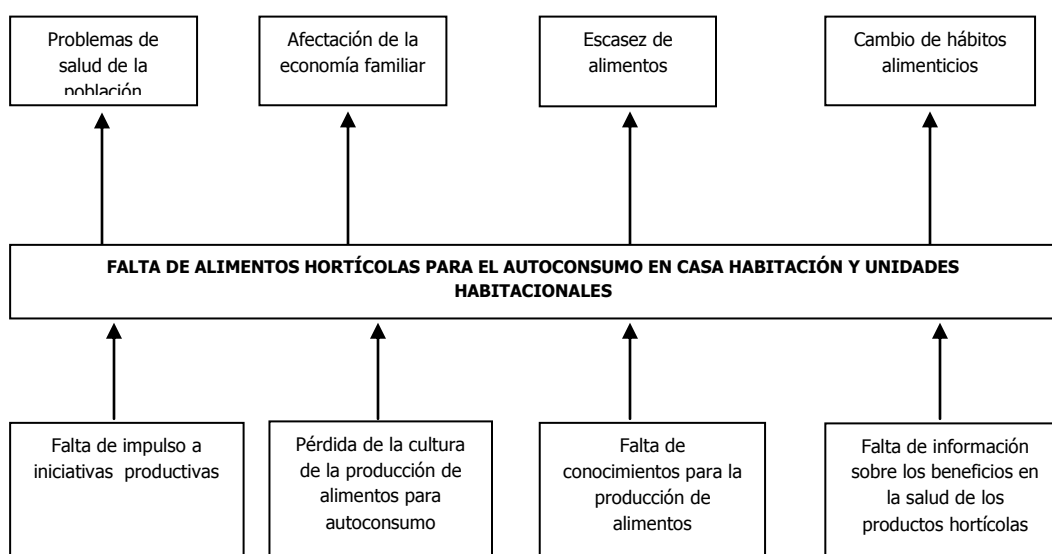 Problemas de
salud de la
población
Afectación de la
economía familiar
Escasez de
alimentos
Cambio de hábitos
alimenticios
FALTA DE ALIMENTOS HORTÍCOLAS PARA EL AUTOCONSUMO EN CASA HABITACIÓN Y UNIDADES
HABITACIONALES
Falta de impulso a
iniciativas productivas
Pérdida de la cultura
de la producción de
alimentos para
autoconsumo
Falta de
conocimientos para la
producción de
alimentos
Falta de información
sobre los beneficios en
la salud de los
productos hortícolas